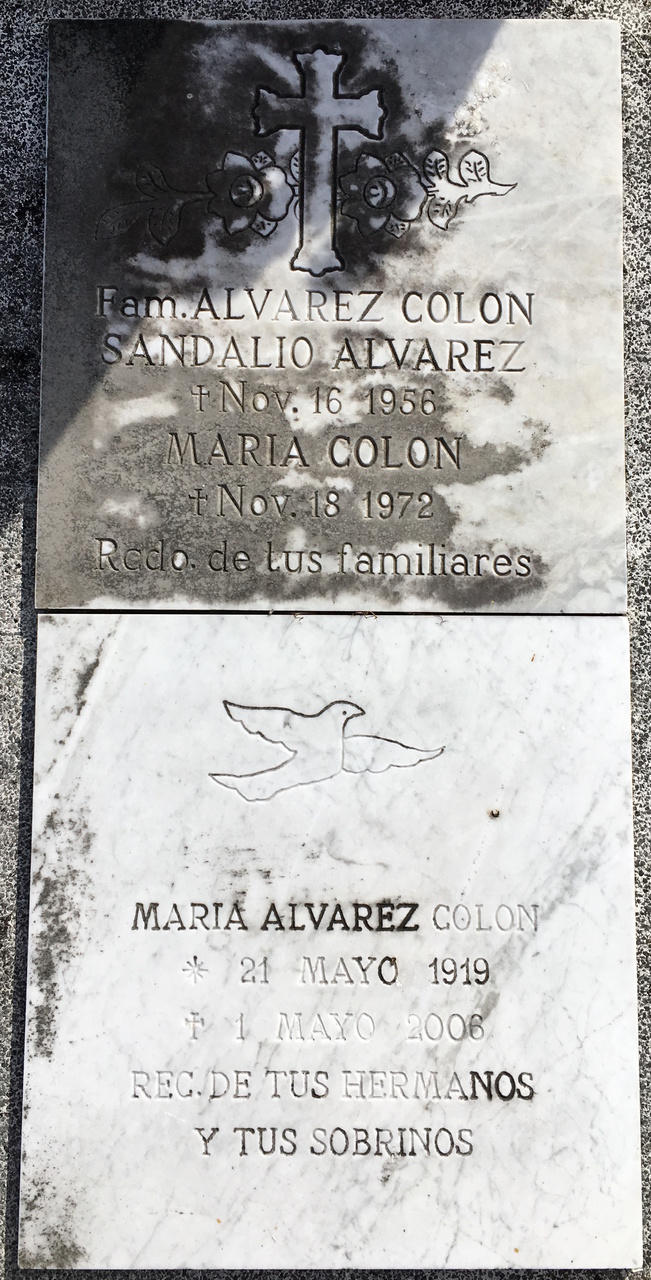 Fam. ALVAREZ COLON
SANDALIO ALVAREZ
† Nov. 16 1956
MARIA COLON
† Nov. 18 1972
Rcdo. de tus familiares
MARIA ALVAREZ COLON
* 21 MAYO 1919
† 1 MAYO 2006
REC. DE TUS HERMANOS
Y TUS SOBRINOS